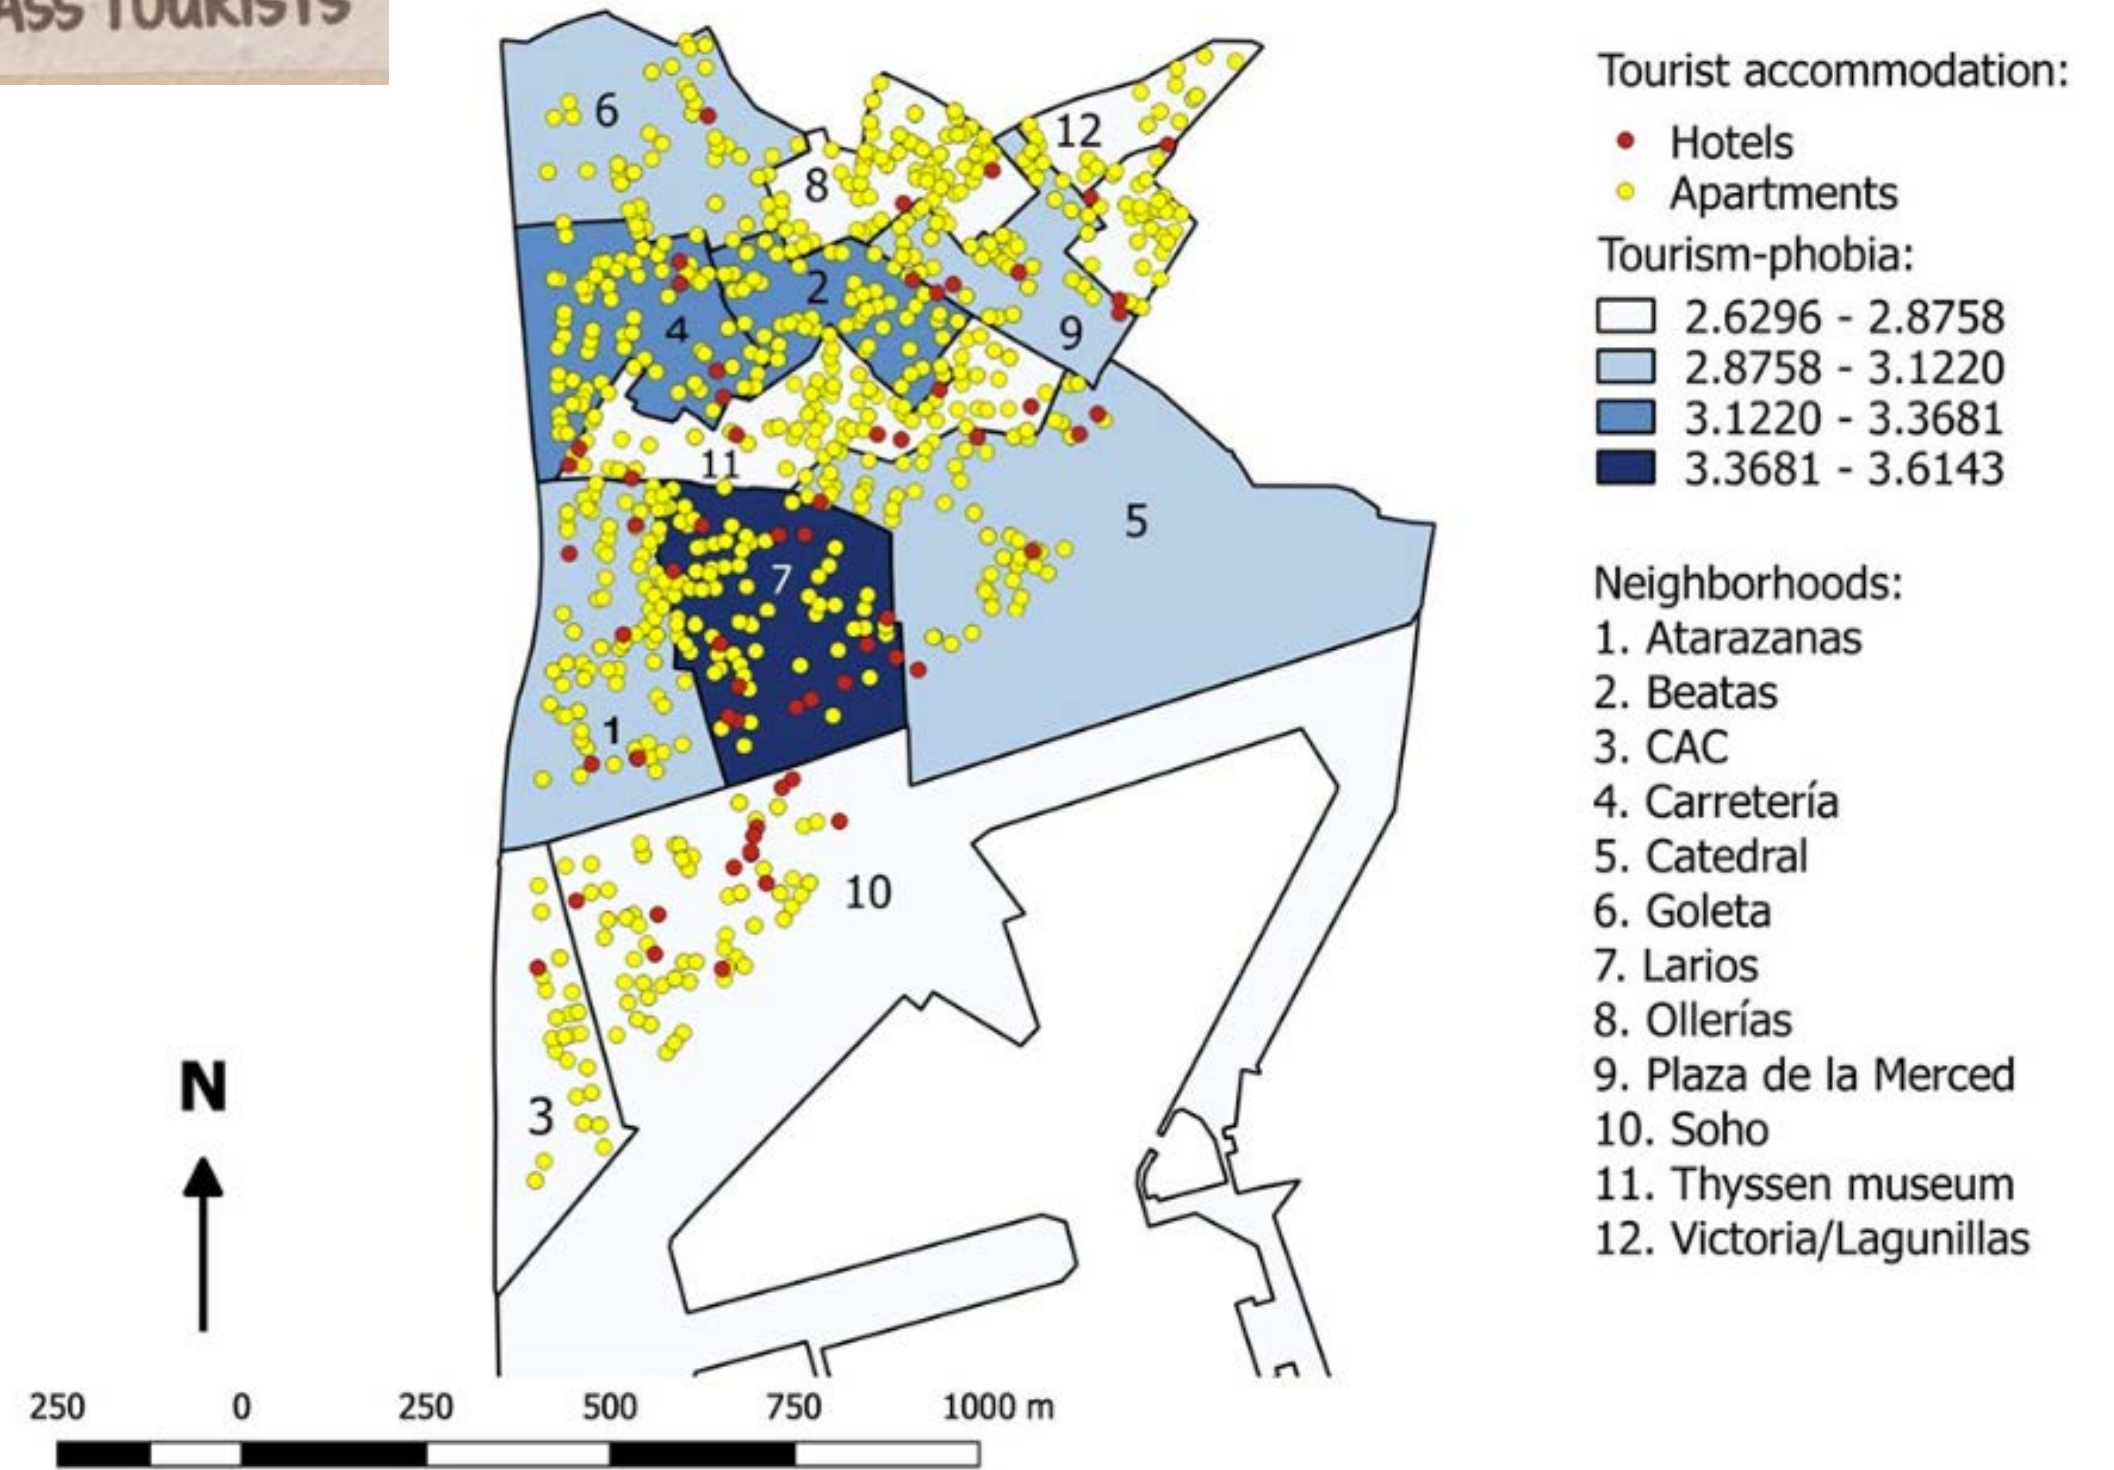 TOURISTS
6
12
8
2
4
9
11
5
7
1
10
3
N
250 0 250 500 750 1000 m
Tourist accommodation:
Hotels
Apartments
Tourism-phobia:
2.6296 - 2.8758
2.8758 - 3.1220
3.1220 - 3.3681
3.3681 - 3.6143
Neighborhoods:
1. Atarazanas
2. Beatas
3. CAC
4. Carretería
5. Catedral
6. Goleta
7. Larios
8. Ollerías
9. Plaza de la Merced
10. Soho
11. Thyssen museum
12. Victoria/Lagunillas